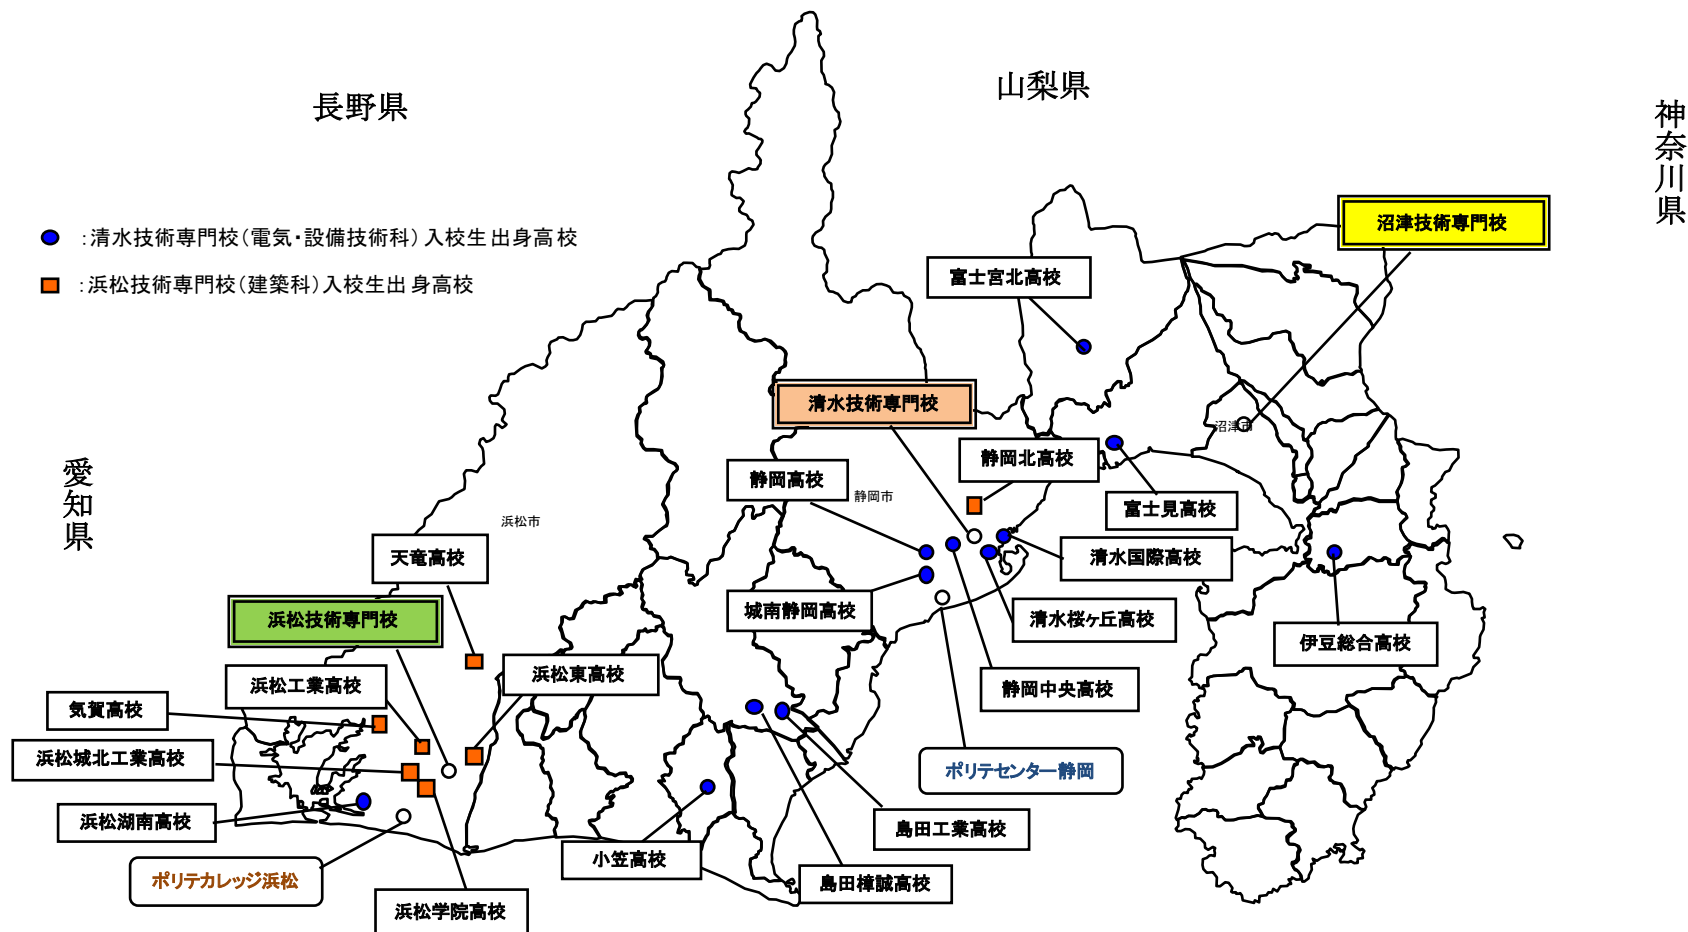 長野県
山梨県
神奈川県
愛知県
●：清水技術専門校（電気・設備技術科）入校生出身高校
■：浜松技術専門校（建築科）入校生出身高校
沼津技術専門校
富士宮北高校
清水技術専門校
沼津市
静岡北高校
静岡高校
静岡市
富士見高校
浜松市
天竜高校
清水国際高校
浜松技術専門校
城南静岡高校
清水桜ヶ丘高校
伊豆総合高校
浜松工業高校
浜松東高校
静岡中央高校
気賀高校
浜松城北工業高校
ポリテセンター静岡
浜松湖南高校
島田工業高校
小笠高校
ポリテカレッジ浜松
島田樟誠高校
浜松学院高校